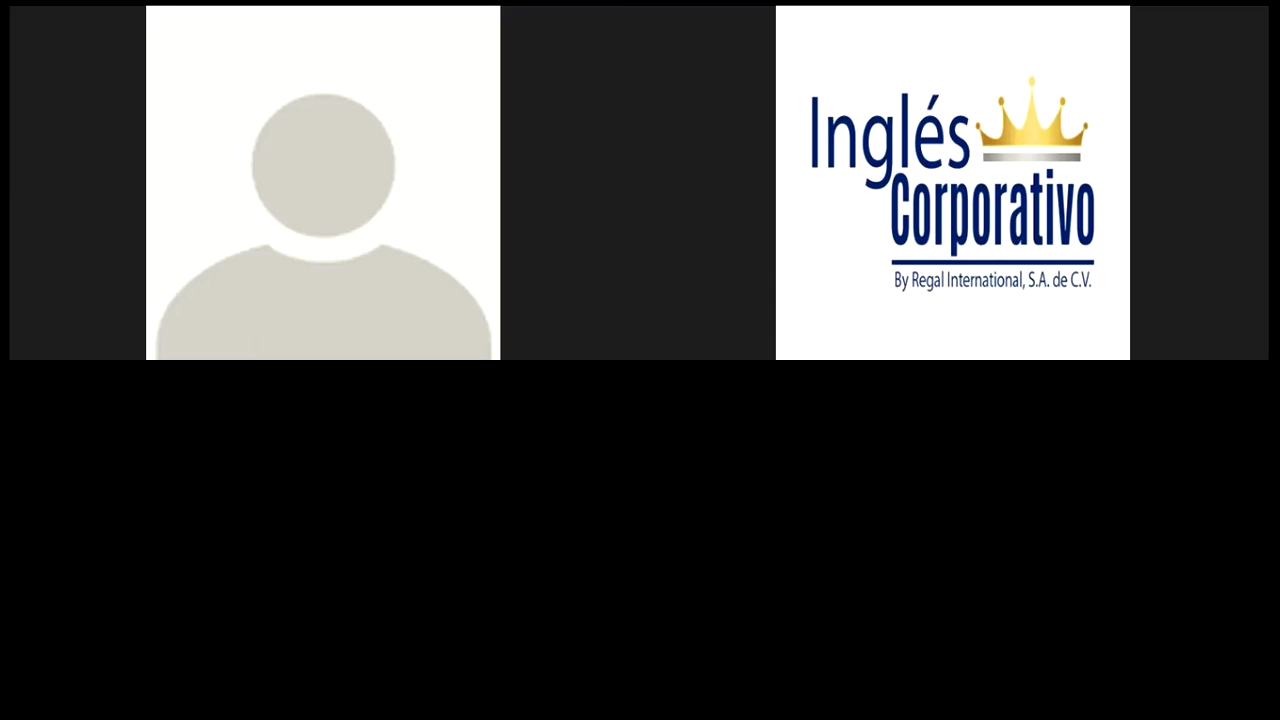 Inglés
Corporativo
By Regal International, S.A. de C.V.